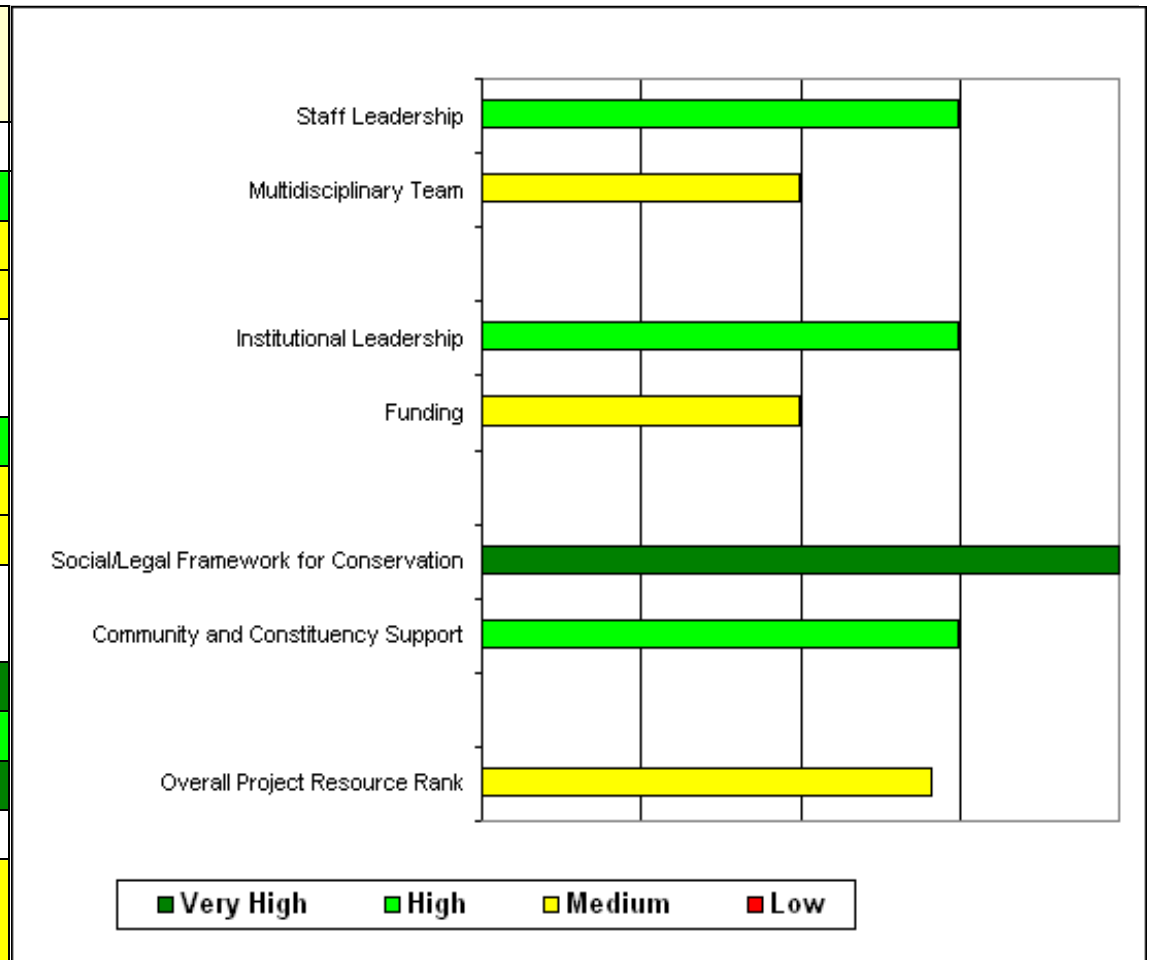 Staff Leadership
Multidisciplinary Team
Institutional Leadership
Funding
Social/Legal Framework for Conservation
Community and Constituency Support
Overall Project Resource Rank
Very High High Medium Low